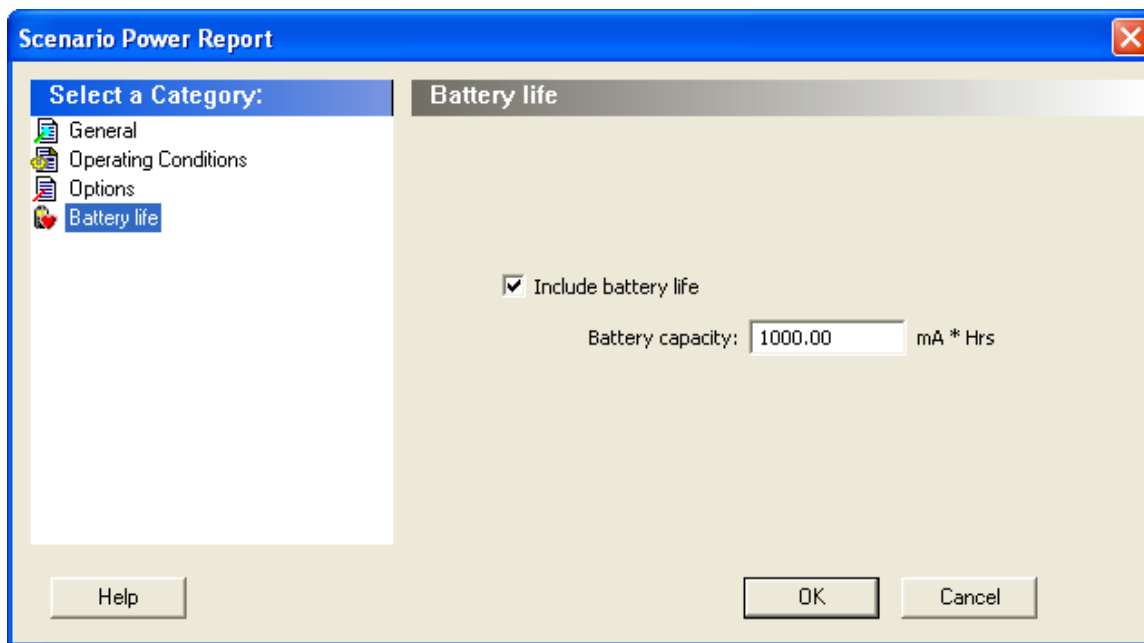 Scenario Power Report
Select a Category:
General
Operating Conditions
Options
Battery life
Battery life
Include battery life
Battery capacity: 1000.00 mA * Hrs
Help OK Cancel